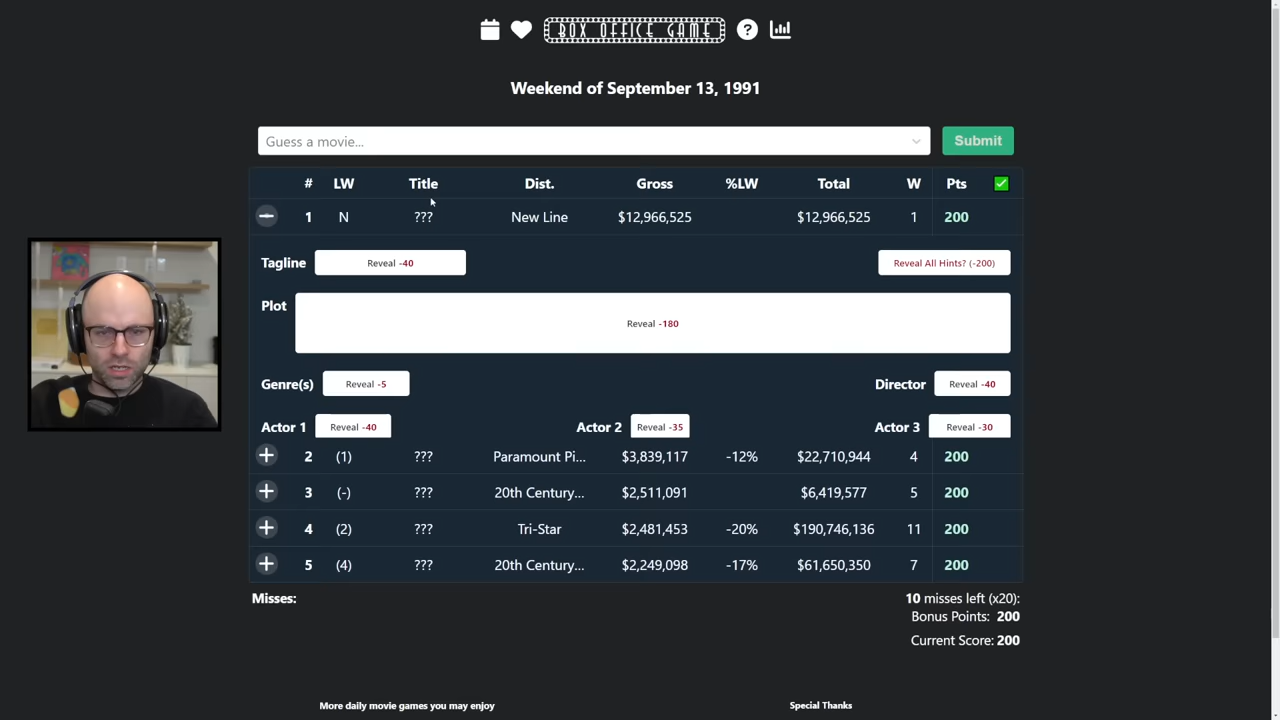 BOX OFFICE GAME ?
Weekend of September 13, 1991
Guess a movie... Submit
# LW Title Dist. Gross %LW Total W Pts
1 N ??? New Line $12,966,525 $12,966,525 1 200
Tagline Reveal -40 Reveal All Hints? (-200)
Plot Reveal -180
Genre(s) Reveal -5 Director Reveal -40
Actor 1 Reveal -40 Actor 2 Reveal -35 Actor 3 Reveal -30
2 (1) ??? Paramount Pi... $3,839,117 -12% $22,710,944 4 200
3 (-) ??? 20th Century... $2,511,091 $6,419,577 5 200
4 (2) ??? Tri-Star $2,481,453 -20% $190,746,136 11 200
5 (4) ??? 20th Century... $2,249,098 -17% $61,650,350 7 200
Misses: 10 misses left (x20):
Bonus Points: 200
Current Score: 200
More daily movie games you may enjoy Special Thanks